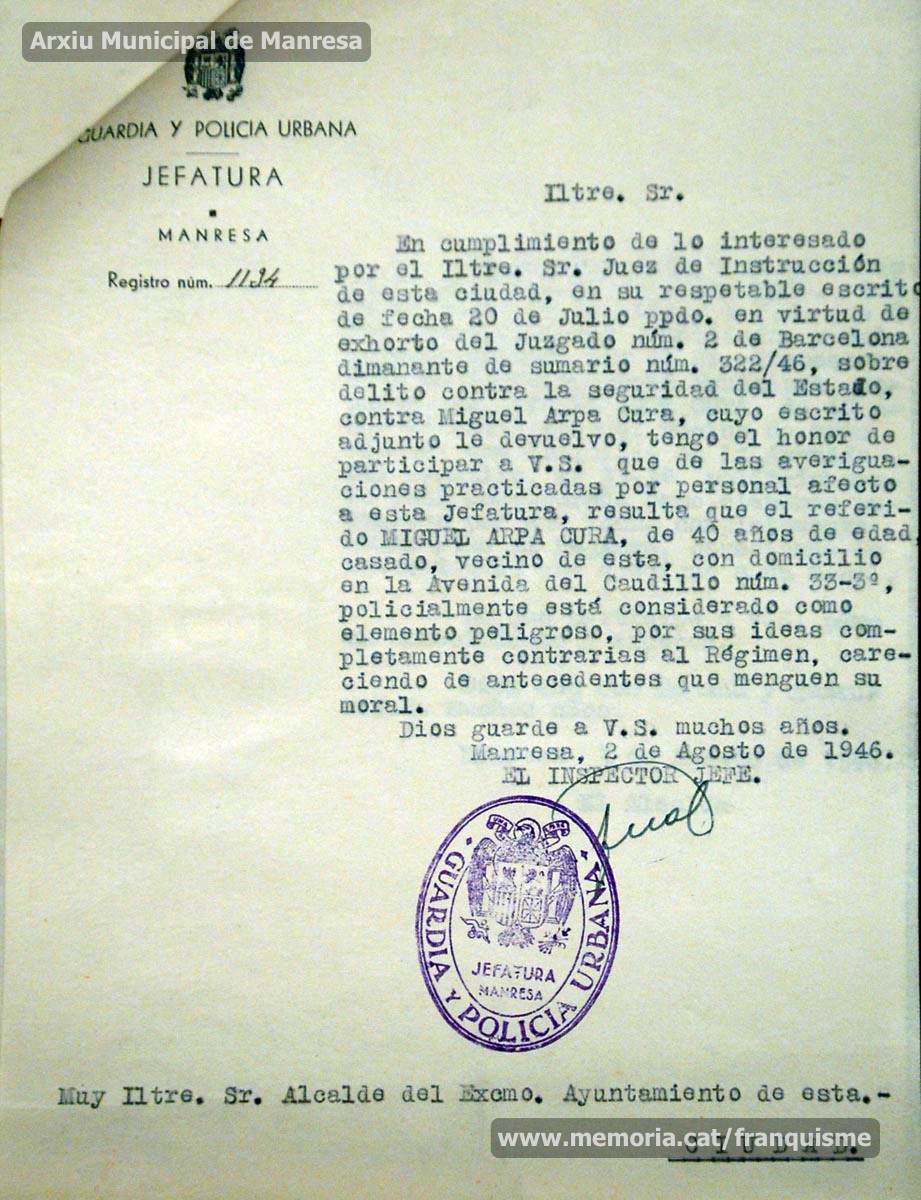 Arxiu Municipal de Manresa
GUARDIA Y POLICIA URBANA
JEFATURA
MANRESA
Registro núm. 1194
Iltre. Sr.
En cumplimiento de lo interesado
por el Iltre. Sr. Juez de Instrucción
de esta ciudad, en su respetable escrito
de fecha 20 de Julio ppdo. en virtud de
exhorto del Juzgado núm. 2 de Barcelona
dimanante de sumario núm. 322/46, sobre
delito contra la seguridad del Estado,
contra Miguel Arpa Cura, cuyo escrito
adjunto le devuelvo, tengo el honor de
participar a V.S. que de las averigua-
ciones practicadas por personal afecto
a esta Jefatura, resulta que el referi-
do MIGUEL ARPA CURA, de 40 años de edad,
casado, vecino de esta, con domicilio
en la Avenida del Caudillo núm. 33-3º,
policialmente está considerado como
elemento peligroso, por sus ideas com-
pletamente contrarias al Régimen, care-
ciendo de antecedentes que menguen su
moral.
Dios guarde a V.S. muchos años.
Manresa, 2 de Agosto de 1946.
EL INSPECTOR JEFE.
GUARDIA Y POLICIA URBANA
JEFATURA
MANRESA
Muy Iltre. Sr. Alcalde del Excmo. Ayuntamiento de esta.-
www.memoria.cat/franquisme
CIUDAD.